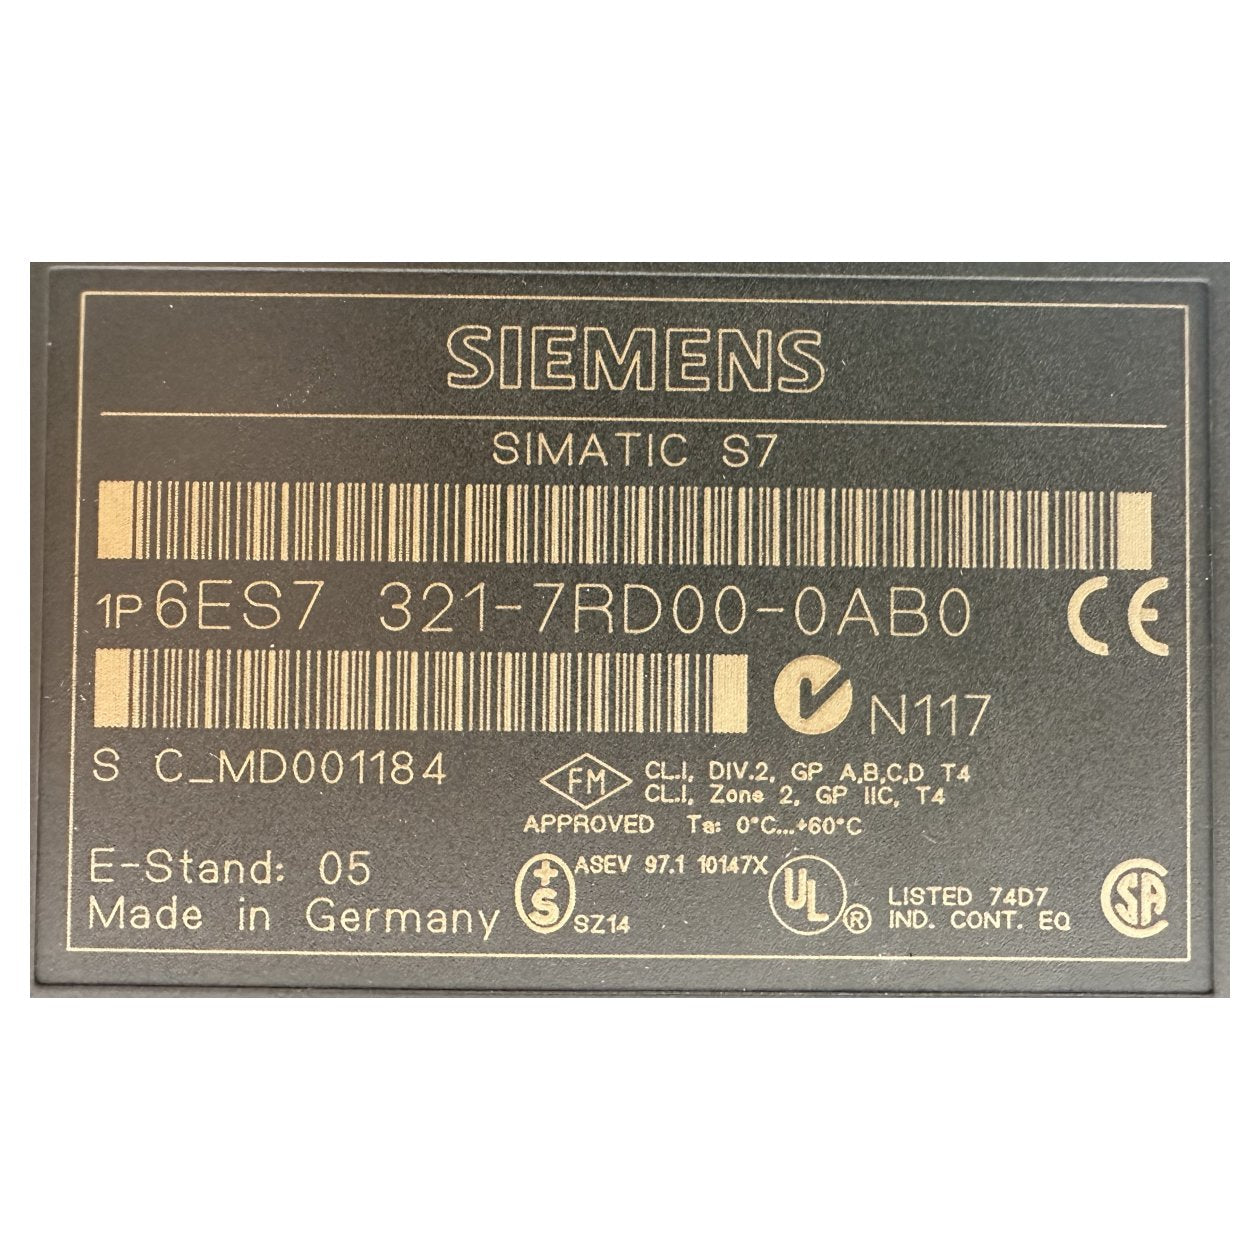 SIEMENS
SIMATIC S7
1P 6ES7 321-7RD00-0AB0
CE
N117
S C_MD001184
FM
CL.I, DIV.2, GP A,B,C,D T4
CL.I, Zone 2, GP IIC, T4
APPROVED Ta: 0°C...+60°C
E-Stand: 05
Made in Germany
+S
ASEV 97.1 10147X
SZ14
UL ®
LISTED 74D7
IND. CONT. EQ
SA